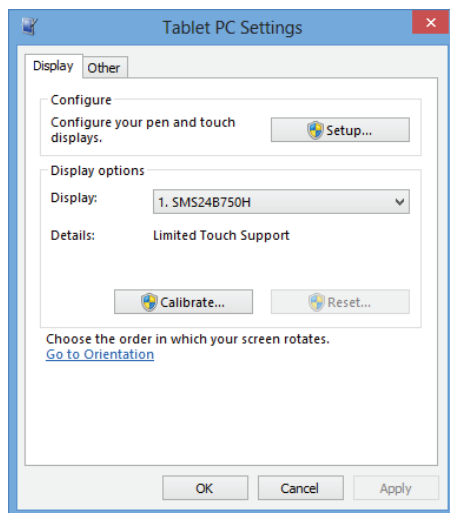 Tablet PC Settings
Display Other
Configure
Configure your pen and touch
displays.
Setup...
Display options
Display: 1. SMS24B750H
Details: Limited Touch Support
Calibrate... Reset...
Choose the order in which your screen rotates.
Go to Orientation
OK Cancel Apply